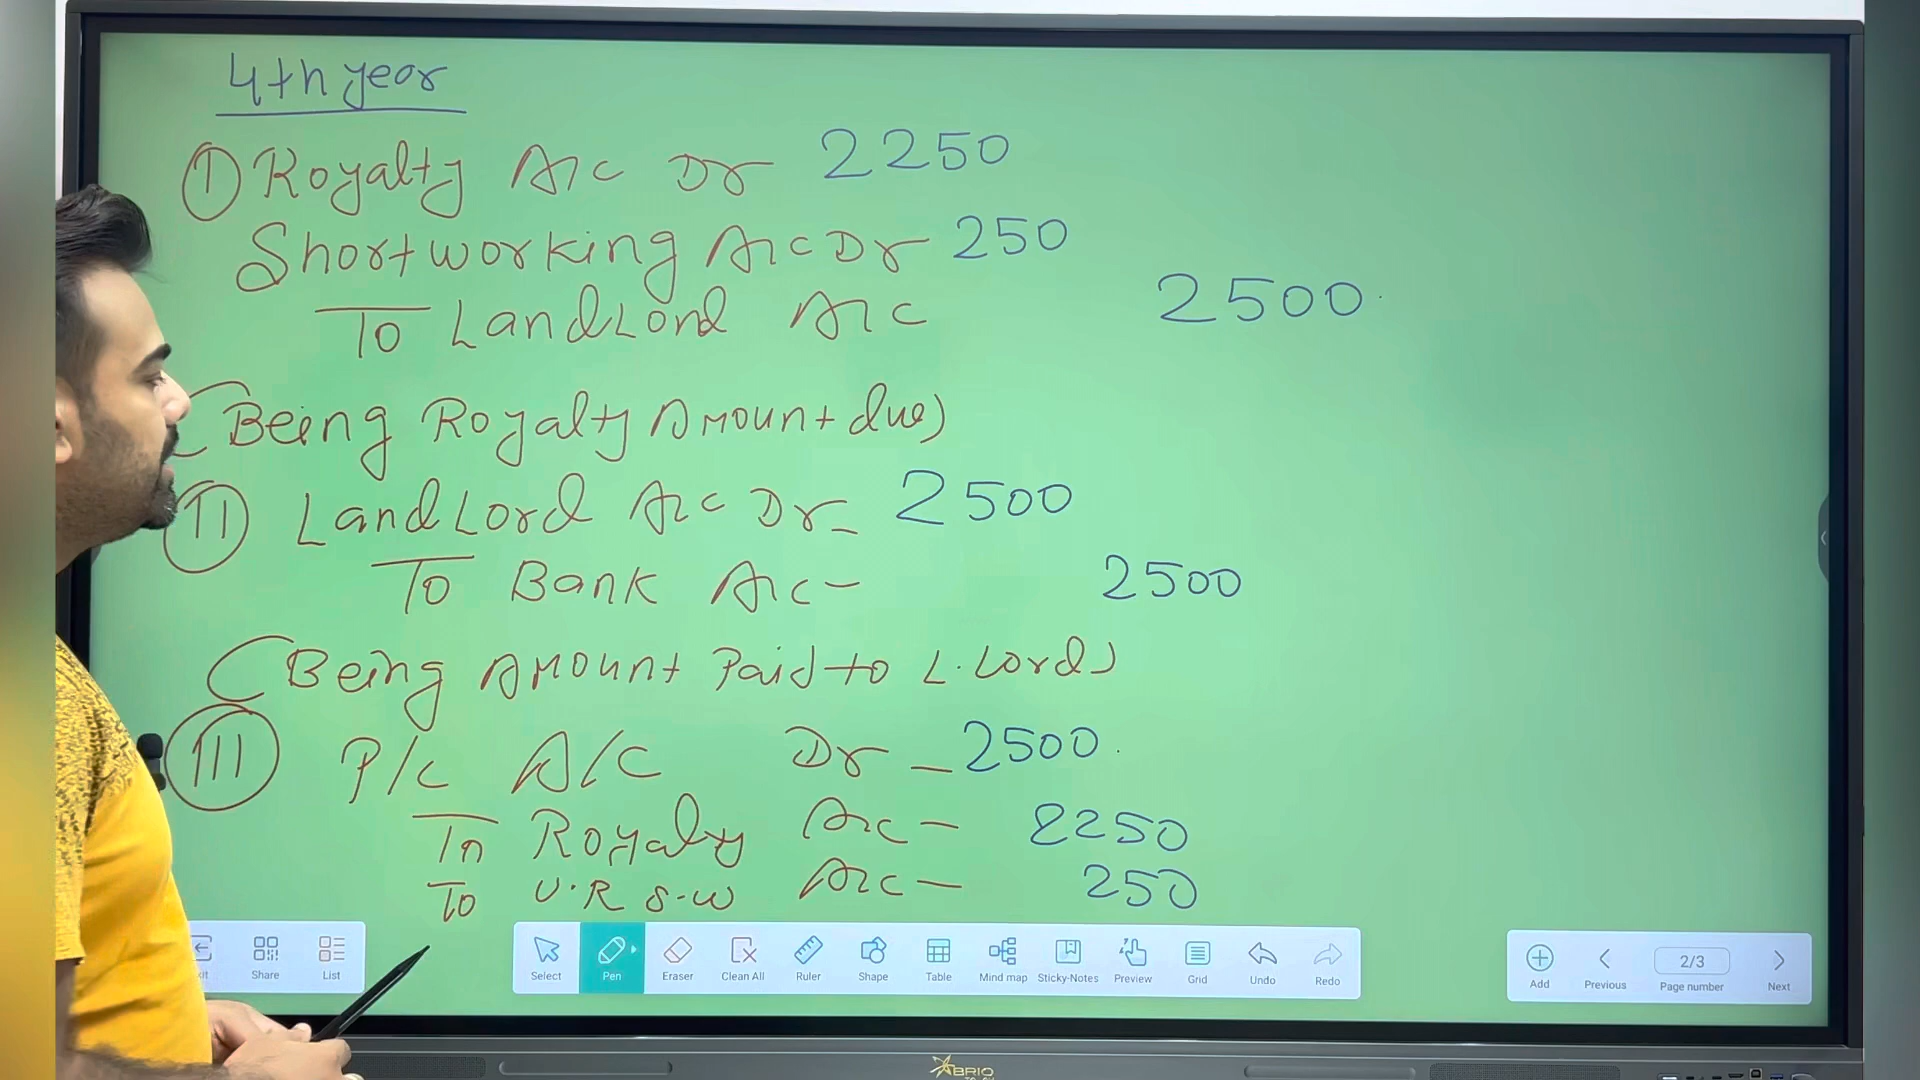 4th year
I Royalty A/c Dr 2250
Shortworking A/c Dr 250
To LandLord A/c 2500
(Being Royalty Amount due)
II LandLord A/c Dr- 2500
To Bank A/c- 2500
(Being Amount Paid to L.Lord)
III P/L A/C Dr - 2500
To Royalty A/c - 2250
To U.R S.W A/c - 250
Share List
Select Pen Eraser Clean All Ruler Shape Table Mind map Sticky-Notes Preview Grid Undo Redo
Add Previous 2/3 Page number Next
ABRIO